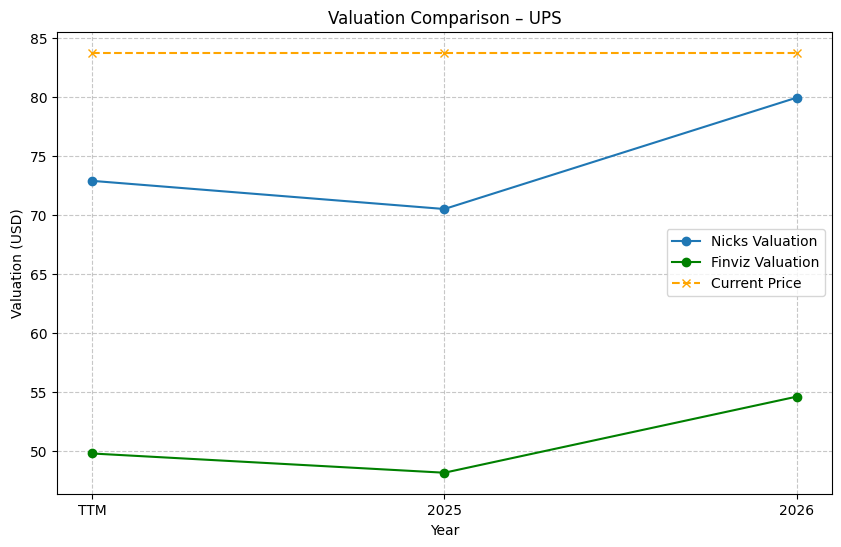 Valuation Comparison – UPS
Valuation (USD)
85
80
75
70
65
60
55
50
Nicks Valuation
Finviz Valuation
Current Price
TTM
2025
2026
Year